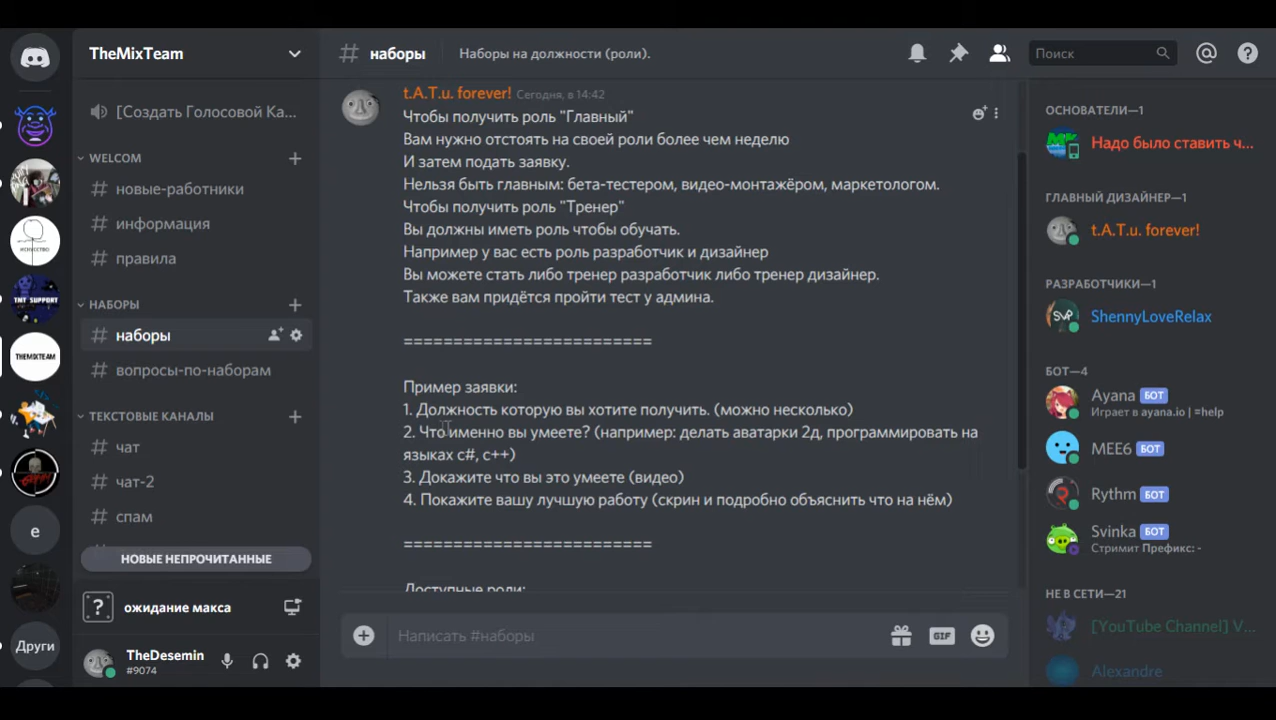 TheMixTeam
[Создать Голосовой Ка...
WELCOM
новые-работники
информация
правила
НАБОРЫ
наборы
вопросы-по-наборам
ТЕКСТОВЫЕ КАНАЛЫ
чат
чат-2
спам
НОВЫЕ НЕПРОЧИТАННЫЕ
ожидание макса
TheDesemin
#9074
TMT SUPPORT
THEMIXTEAM
e
Други
# наборы
Наборы на должности (роли).
Поиск
t.A.T.u. forever! Сегодня, в 14:42
Чтобы получить роль "Главный"
Вам нужно отстоять на своей роли более чем неделю
И затем подать заявку.
Нельзя быть главным: бета-тестером, видео-монтажёром, маркетологом.
Чтобы получить роль "Тренер"
Вы должны иметь роль чтобы обучать.
Например у вас есть роль разработчик и дизайнер
Вы можете стать либо тренер разработчик либо тренер дизайнер.
Также вам придётся пройти тест у админа.
=========================
Пример заявки:
1. Должность которую вы хотите получить. (можно несколько)
2. Что именно вы умеете? (например: делать аватарки 2д, программировать на
языках c#, c++)
3. Докажите что вы это умеете (видео)
4. Покажите вашу лучшую работу (скрин и подробно объяснить что на нём)
=========================
Доступные роли:
Написать #наборы
GIF
ОСНОВАТЕЛИ—1
Надо было ставить ч...
ГЛАВНЫЙ ДИЗАЙНЕР—1
t.A.T.u. forever!
РАЗРАБОТЧИКИ—1
ShennyLoveRelax
БОТ—4
Ayana БОТ
Играет в ayana.io | =help
MEE6 БОТ
Rythm БОТ
Svinka БОТ
Стримит Префикс: -
НЕ В СЕТИ—21
[YouTube Channel] V...
Alexandre